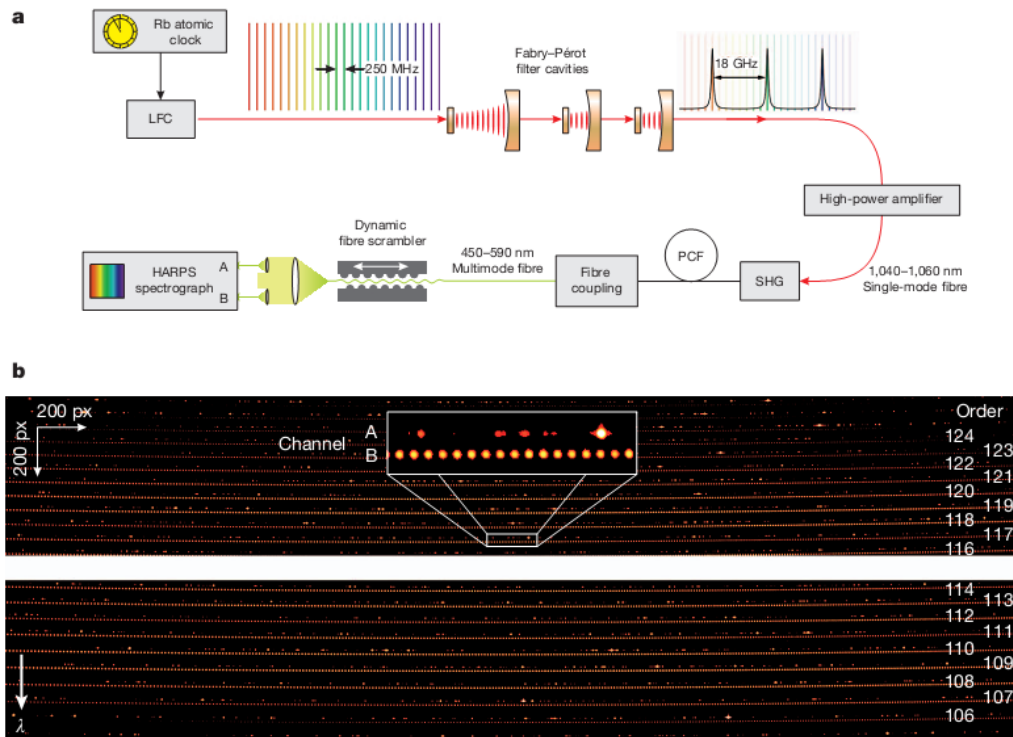 a
Rb atomic
clock
LFC
250 MHz
Fabry–Pérot
filter cavities
18 GHz
High-power amplifier
1,040–1,060 nm
Single-mode fibre
SHG
PCF
Fibre
coupling
450–590 nm
Multimode fibre
Dynamic
fibre scrambler
HARPS
spectrograph
A
B
b
200 px
200 px
Channel
A
B
Order
124
123
122
121
120
119
118
117
116
114
113
112
111
110
109
108
107
106
λ